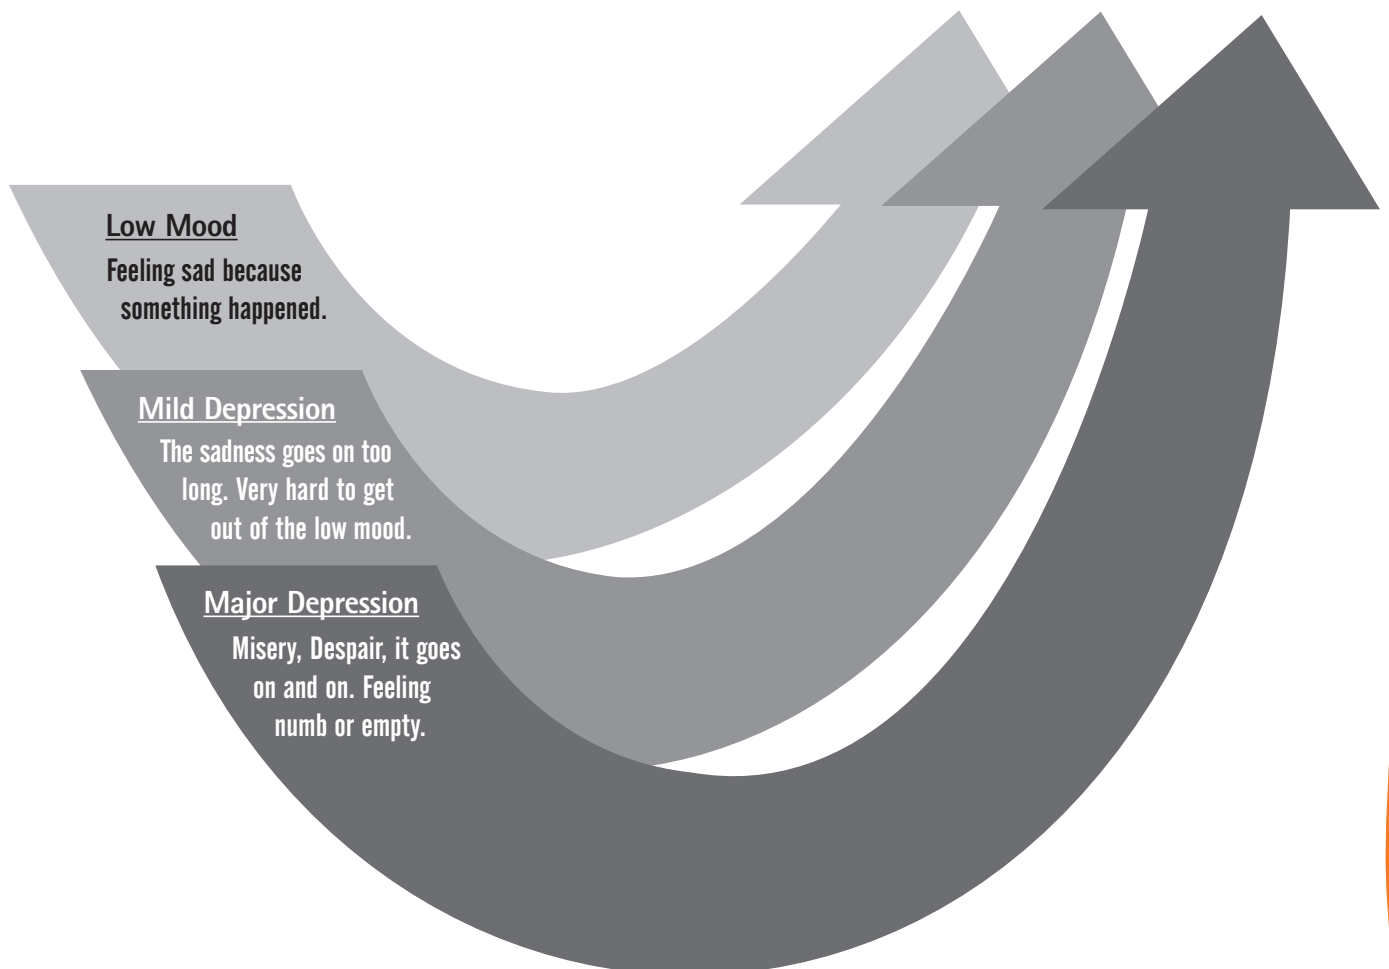 Low Mood
Feeling sad because
something happened.
Mild Depression
The sadness goes on too
long. Very hard to get
out of the low mood.
Major Depression
Misery, Despair, it goes
on and on. Feeling
numb or empty.